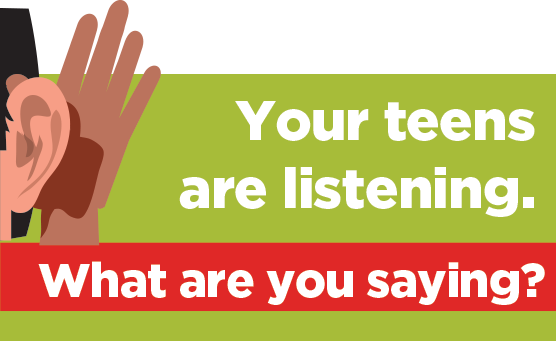 Your teens
are listening.
What are you saying?